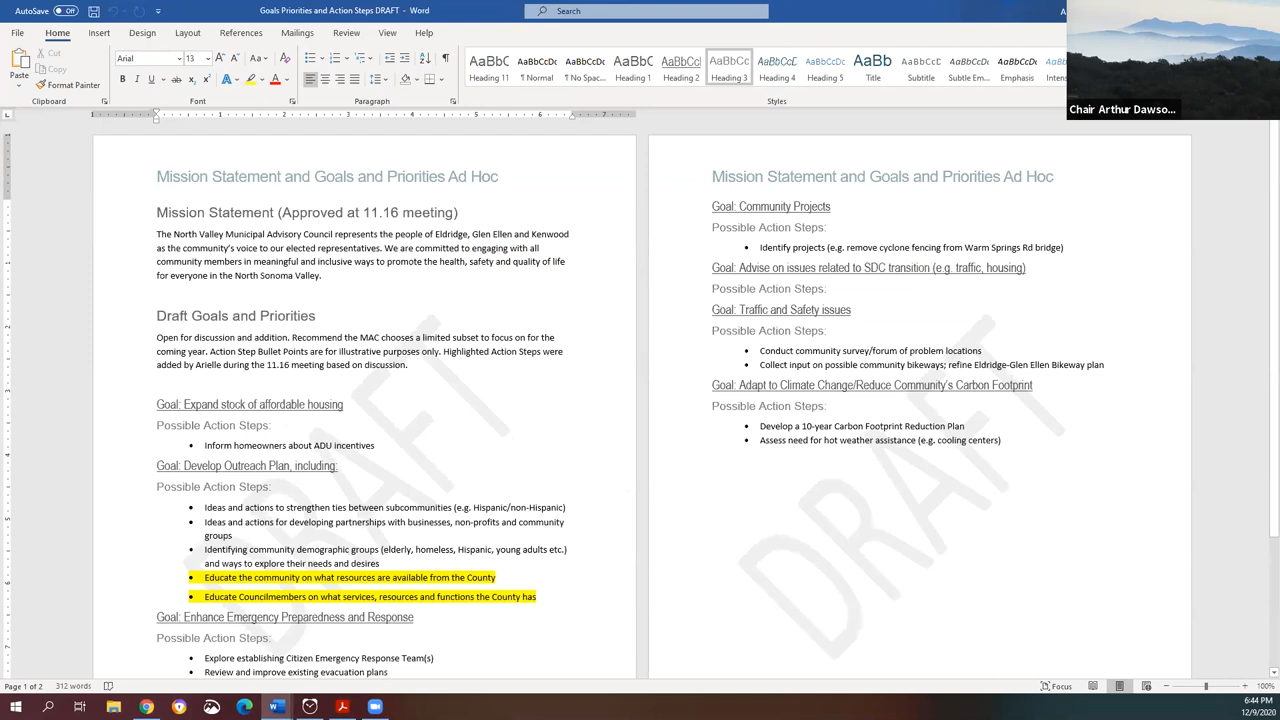 AutoSave Off
Goals Priorities and Action Steps DRAFT - Word
Search
File Home Insert Draw Design Layout References Mailings Review View Help
Chair Arthur Dawso...
Paste
Cut
Copy
Format Painter
Arial 13
AaBbC Heading 11
AaBbCc ¶ Normal
AaBbCc ¶ No Spac...
AaBbC Heading 1
AaBbCc Heading 2
AaBbCc Heading 3
AaBbCcL Heading 4
AaBbCc Heading 5
AaBb Title
AaBbCc Subtitle
AaBbCc Subtle Em...
AaBbCc Emphasis
Clipboard Font Paragraph Styles
Mission Statement and Goals and Priorities Ad Hoc
Mission Statement (Approved at 11.16 meeting)
The North Valley Municipal Advisory Council represents the people of Eldridge, Glen Ellen and Kenwood
as the community's voice to our elected representatives. We are committed to engaging with all
community members in meaningful and inclusive ways to promote the health, safety and quality of life
for everyone in the North Sonoma Valley.
Draft Goals and Priorities
Open for discussion and addition. Recommend the MAC chooses a limited subset to focus on for the
coming year. Action Step Bullet Points are for illustrative purposes only. Highlighted Action Steps were
added by Arielle during the 11.16 meeting based on discussion.
Goal: Expand stock of affordable housing
Possible Action Steps:
• Inform homeowners about ADU incentives
Goal: Develop Outreach Plan, including:
Possible Action Steps:
• Ideas and actions to strengthen ties between subcommunities (e.g. Hispanic/non-Hispanic)
• Ideas and actions for developing partnerships with businesses, non-profits and community
groups
• Identifying community demographic groups (elderly, homeless, Hispanic, young adults etc.)
and ways to explore their needs and desires
• Educate the community on what resources are available from the County
• Educate Councilmembers on what services, resources and functions the County has
Goal: Enhance Emergency Preparedness and Response
Possible Action Steps:
• Explore establishing Citizen Emergency Response Team(s)
• Review and improve existing evacuation plans
DRAFT
Mission Statement and Goals and Priorities Ad Hoc
Goal: Community Projects
Possible Action Steps:
• Identify projects (e.g. remove cyclone fencing from Warm Springs Rd bridge)
Goal: Advise on issues related to SDC transition (e.g. traffic, housing)
Possible Action Steps:
Goal: Traffic and Safety issues
Possible Action Steps:
• Conduct community survey/forum of problem locations
• Collect input on possible community bikeways; refine Eldridge-Glen Ellen Bikeway plan
Goal: Adapt to Climate Change/Reduce Community's Carbon Footprint
Possible Action Steps:
• Develop a 10-year Carbon Footprint Reduction Plan
• Assess need for hot weather assistance (e.g. cooling centers)
DRAFT
Page 1 of 2 312 words
Focus
100%
6:44 PM
12/9/2020